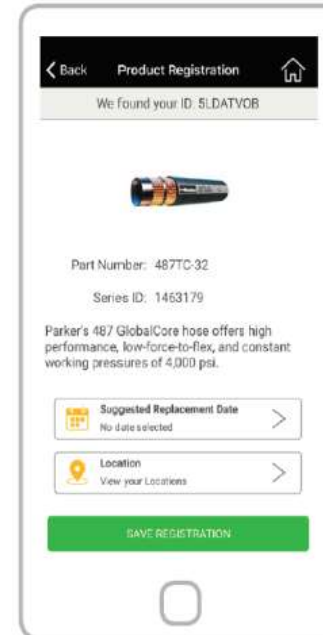 Back Product Registration
We found your ID: 5LDATVOB
Part Number: 487TC-32
Series ID: 1463179
Parker's 487 GlobalCore hose offers high
performance, low-force-to-flex, and constant
working pressures of 4,000 psi.
Suggested Replacement Date
No date selected
Location
View your Locations
SAVE REGISTRATION